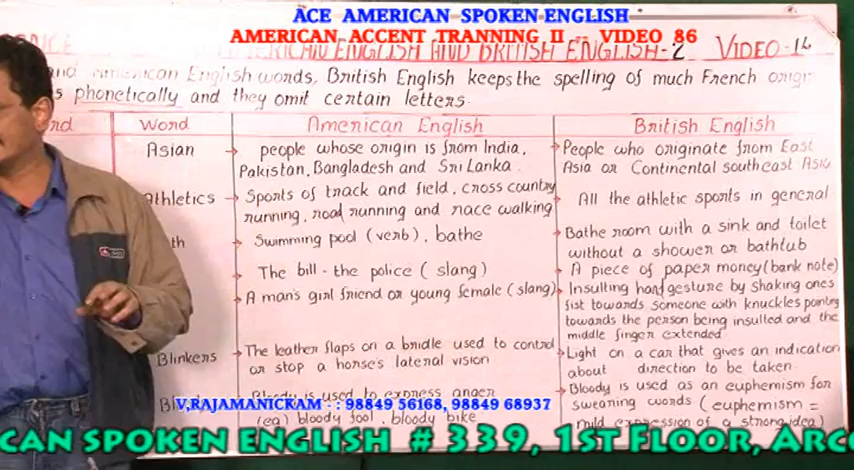 ACE AMERICAN SPOKEN ENGLISH
AMERICAN ACCENT TRANNING II -- VIDEO 86
AMERICAN ENGLISH AND BRITISH ENGLISH-2 VIDEO-14
and American English words, British English keeps the spelling of much French origin
phonetically and they omit certain letters.
Word American English British English
Asian people whose origin is from India, Pakistan, Bangladesh and Sri Lanka.
People who originate from East Asia or Continental southeast Asia
Athletics Sports of track and field, cross country running, road running and race walking
All the athletic sports in general
Swimming pool (verb), bathe
Bathe room with a sink and toilet without a shower or bathtub
The bill - the police (slang)
A piece of paper money (bank note)
A man's girl friend or young female (slang)
Insulting hand gesture by shaking ones fist towards someone with knuckles pointing towards the person being insulted and the middle finger extended
Blinkers The leather flaps on a bridle used to control or stop a horse's lateral vision
Light on a car that gives an indication about direction to be taken
Bloody is used to express anger
(eg) bloody fool, bloody bike
Bloody is used as an euphemism for swearing words (euphemism = mild expression of a strong idea)
V,RAJAMANICKAM - : 98849 56168, 98849 68937
CAN SPOKEN ENGLISH # 339, 1ST FLOOR, ARCO